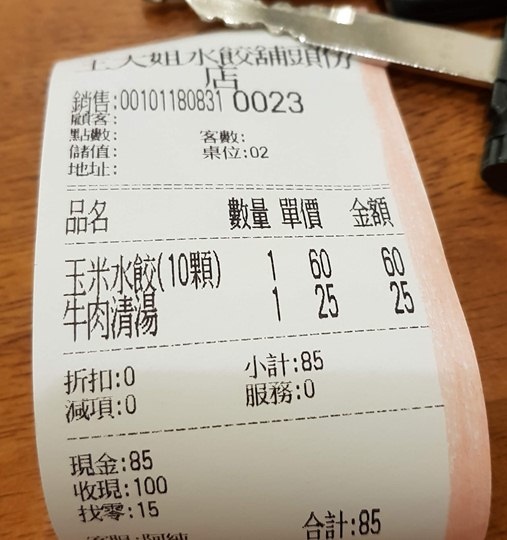 大姐水餃舖頭份
店
銷售:00101180831 0023
顧客:
點數: 客數:
儲值: 桌位:02
地址:
品名 數量 單價 金額
玉米水餃(10顆) 1 60 60
牛肉清湯 1 25 25
折扣:0 小計:85
減項:0 服務:0
現金:85
收現:100
找零:15
合計:85